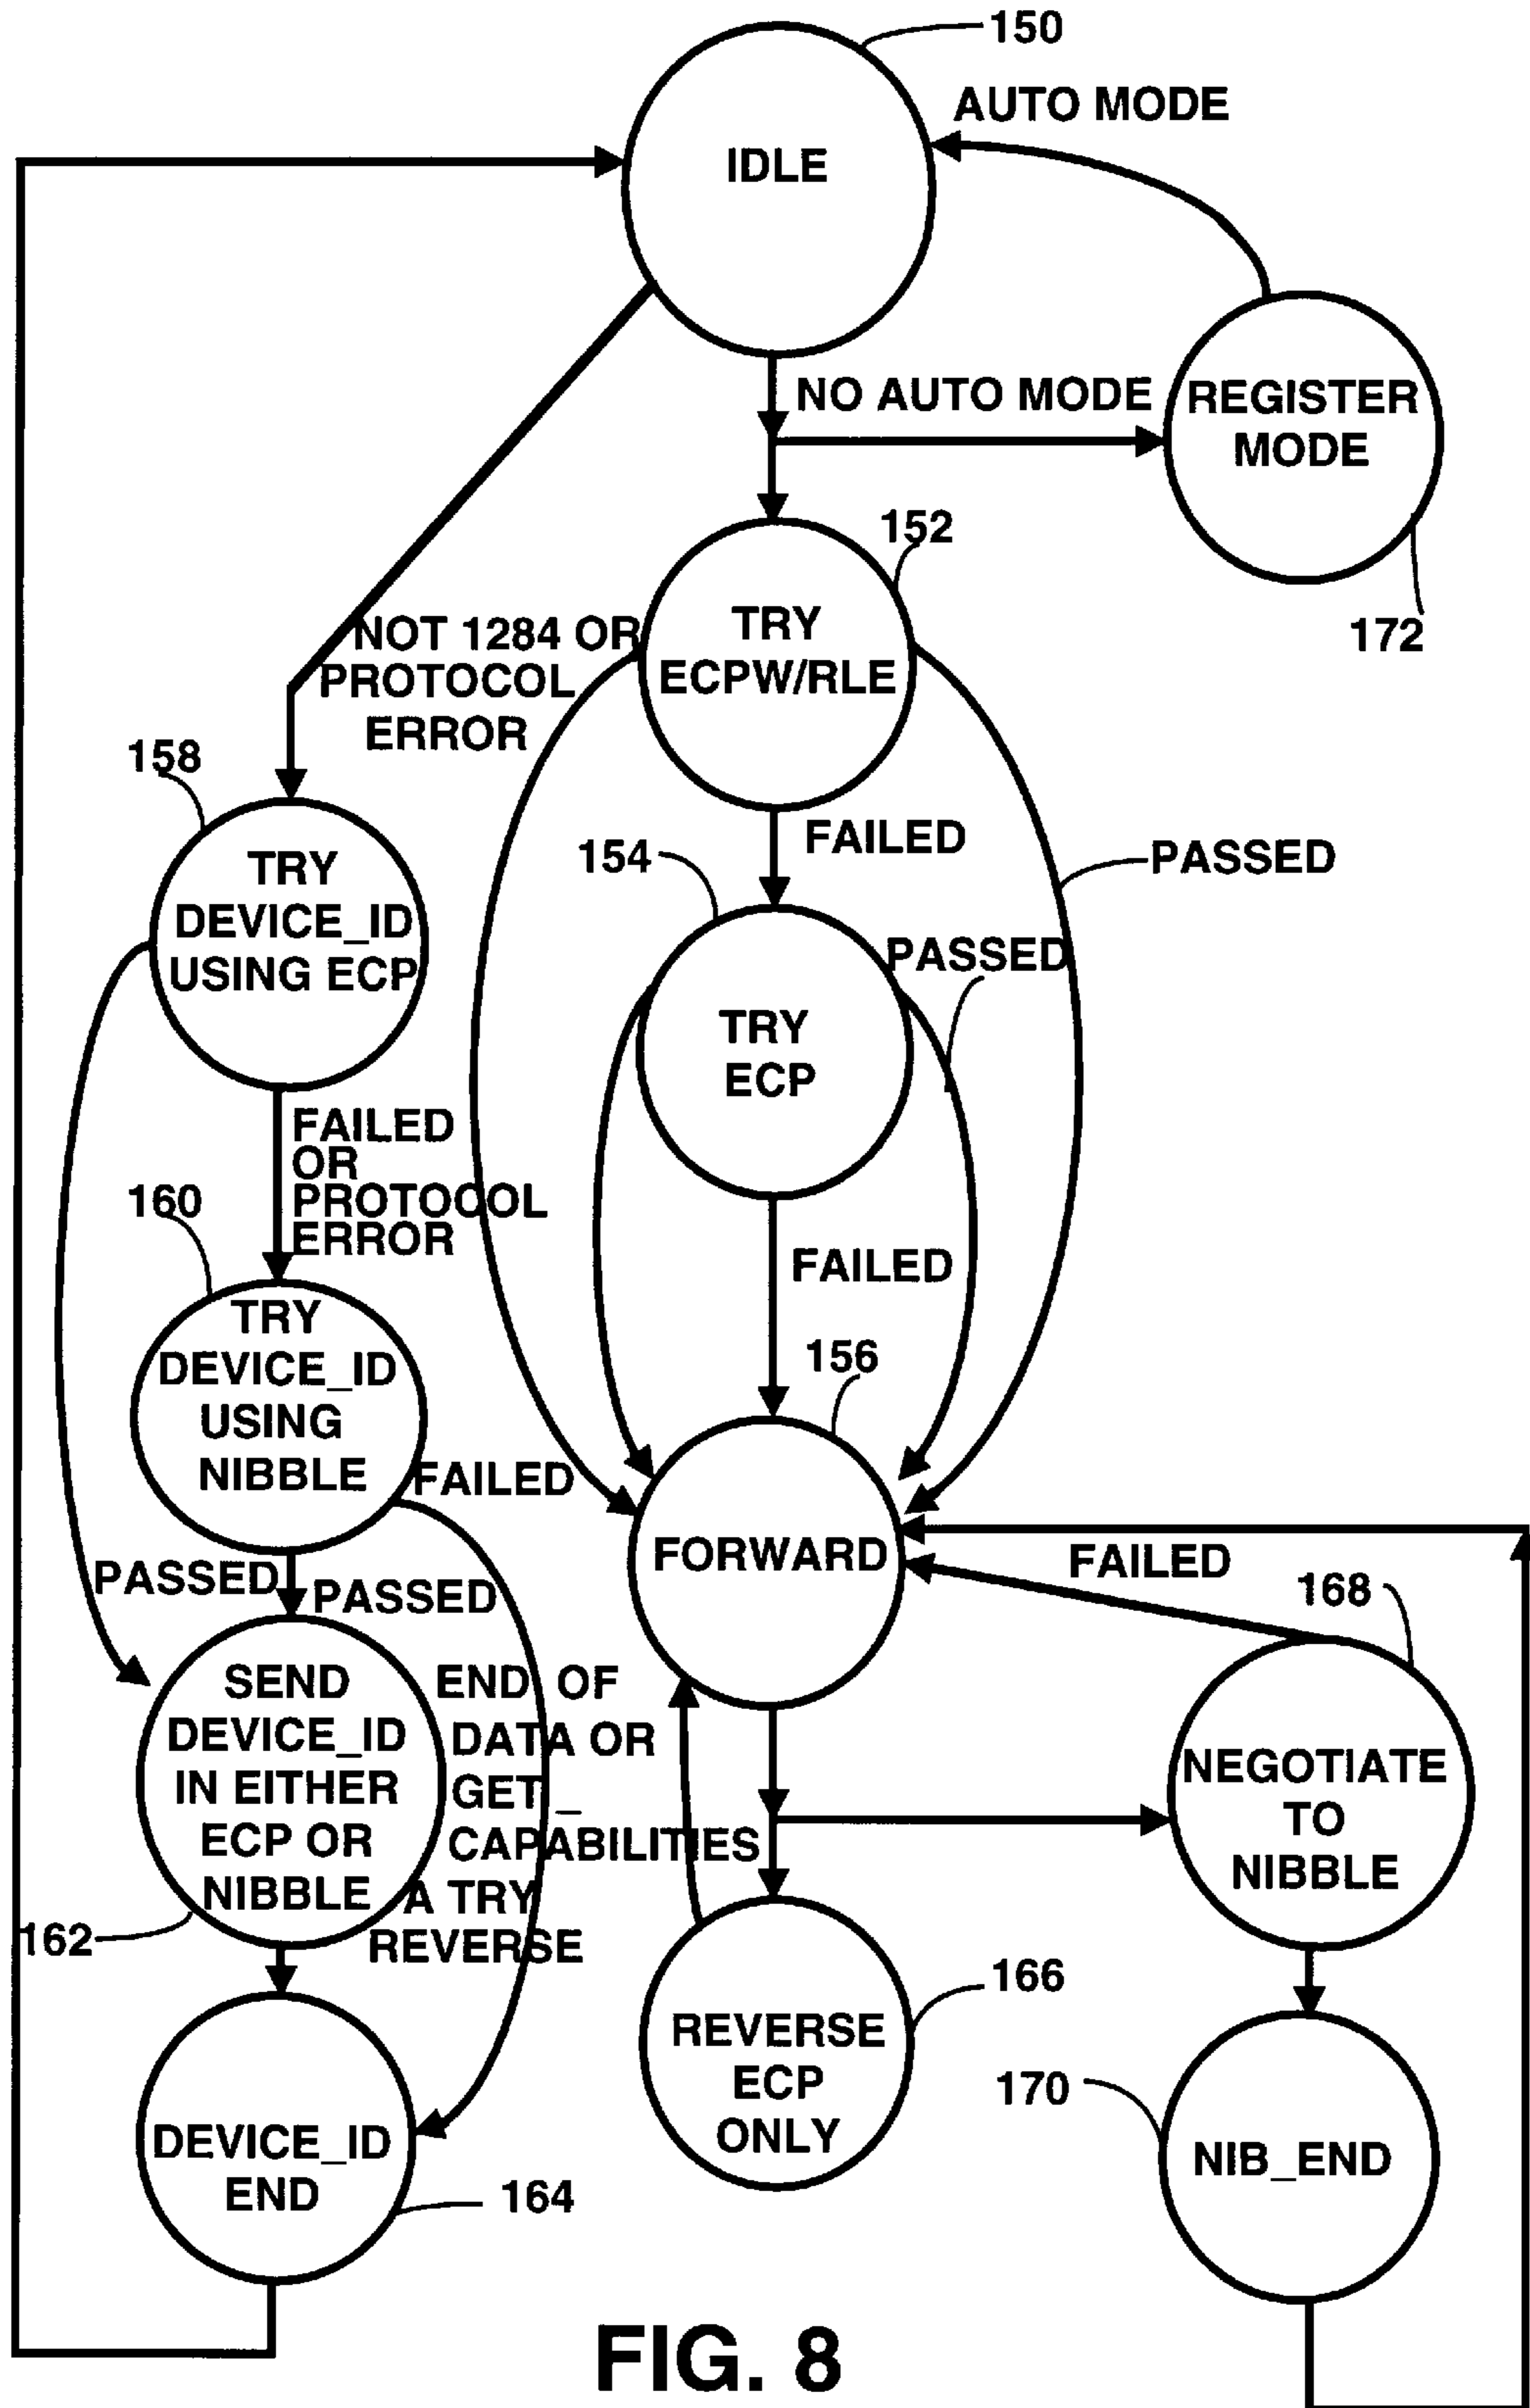 150
AUTO MODE
IDLE
NO AUTO MODE
REGISTER
MODE
172
152
TRY
ECPW/RLE
NOT 1284 OR
PROTOCOL
ERROR
158
TRY
DEVICE_ID
USING ECP
FAILED
PASSED
154
PASSED
TRY
ECP
FAILED
OR
PROTOCOL
ERROR
160
TRY
DEVICE_ID
USING
NIBBLE
FAILED
FAILED
156
FORWARD
FAILED
168
PASSED
PASSED
SEND
DEVICE_ID
IN EITHER
ECP OR
NIBBLE
162
END OF
DATA OR
GET_
CAPABILITIES
A TRY
REVERSE
NEGOTIATE
TO
NIBBLE
166
REVERSE
ECP
ONLY
170
NIB_END
DEVICE_ID
END
164
FIG. 8